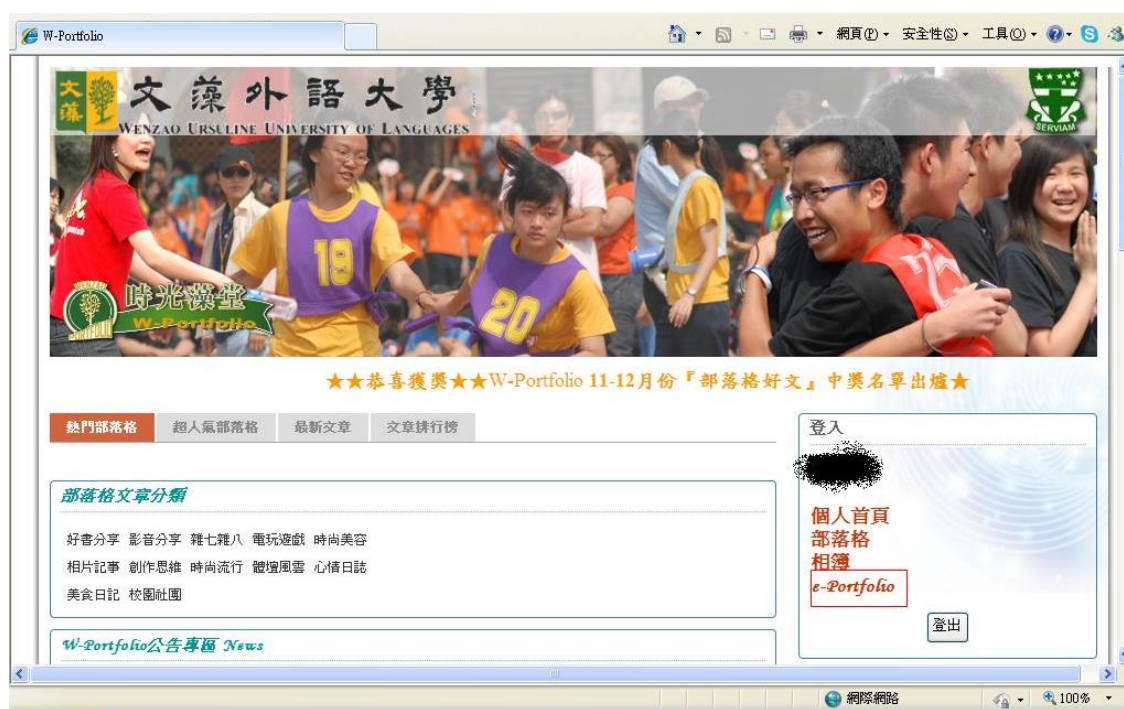 W-Portfolio
網頁(P) 安全性(S) 工具(O)
文藻
文藻外語大學
WENZAO URSULINE UNIVERSITY OF LANGUAGES
SERVIAM
19
20
WENZAO
PORTFOLIO
時光藻堂
W-Portfolio
★★恭喜獲獎★★W-Portfolio 11-12月份『部落格好文』中獎名單出爐★
熱門部落格 超人氣部落格 最新文章 文章排行榜
登入
部落格文章分類
好書分享 影音分享 雜七雜八 電玩遊戲 時尚美容
相片記事 創作思維 時尚流行 體壇風雲 心情日誌
美食日記 校園社團
個人首頁
部落格
相簿
e-Portfolio
登出
W-Portfolio公告專區 News
網際網路 100%